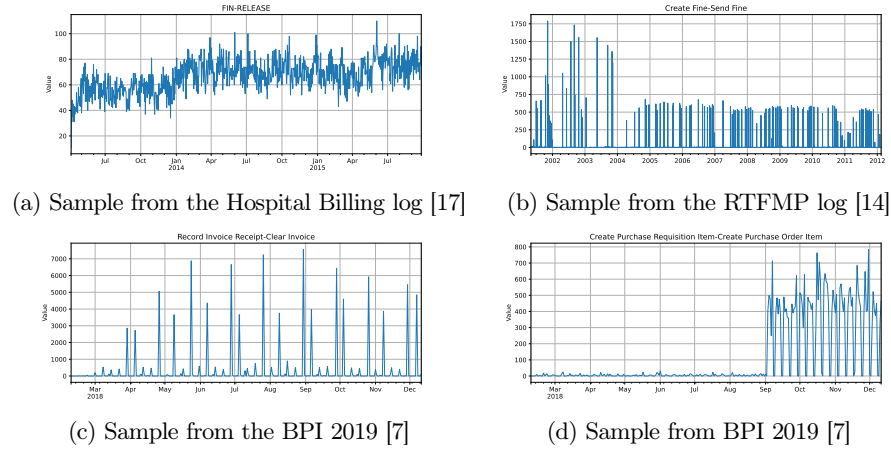 FIN-RELEASE
Value
100
80
60
40
20
Jul Oct Jan Apr Jul Oct Jan Apr Jul
2014 2015
(a) Sample from the Hospital Billing log [17]
Create Fine-Send Fine
Value
1750
1500
1250
1000
750
500
250
0
2002 2003 2004 2005 2006 2007 2008 2009 2010 2011 2012
(b) Sample from the RTFMP log [14]
Record Invoice Receipt-Clear Invoice
Value
7000
6000
5000
4000
3000
2000
1000
0
Mar Apr May Jun Jul Aug Sep Oct Nov Dec
2018
(c) Sample from the BPI 2019 [7]
Create Purchase Requisition Item-Create Purchase Order Item
Value
800
700
600
500
400
300
200
100
0
Mar Apr May Jun Jul Aug Sep Oct Nov Dec
2018
(d) Sample from BPI 2019 [7]